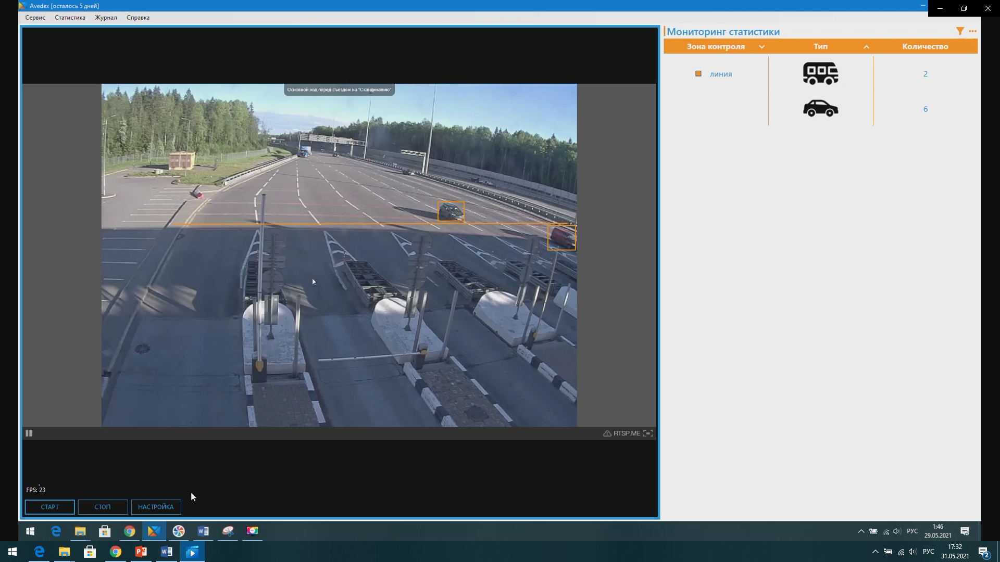 Avedex [осталось 5 дней]
Сервис Статистика Журнал Справка
Мониторинг статистики
Зона контроля Тип Количество
линия 2
6
Основной ход перед съездом на "Скандинавию"
RTSP.ME
FPS: 23
СТАРТ СТОП НАСТРОЙКА
РУС 1:46
29.05.2021
РУС 17:32
31.05.2021
2